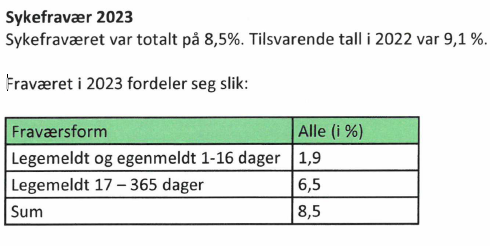 Sykefravær 2023
Sykefraværet var totalt på 8,5%. Tilsvarende tall i 2022 var 9,1 %.
Fraværet i 2023 fordeler seg slik:
Fraværsform Alle (i %)
Legemeldt og egenmeldt 1-16 dager 1,9
Legemeldt 17 – 365 dager 6,5
Sum 8,5